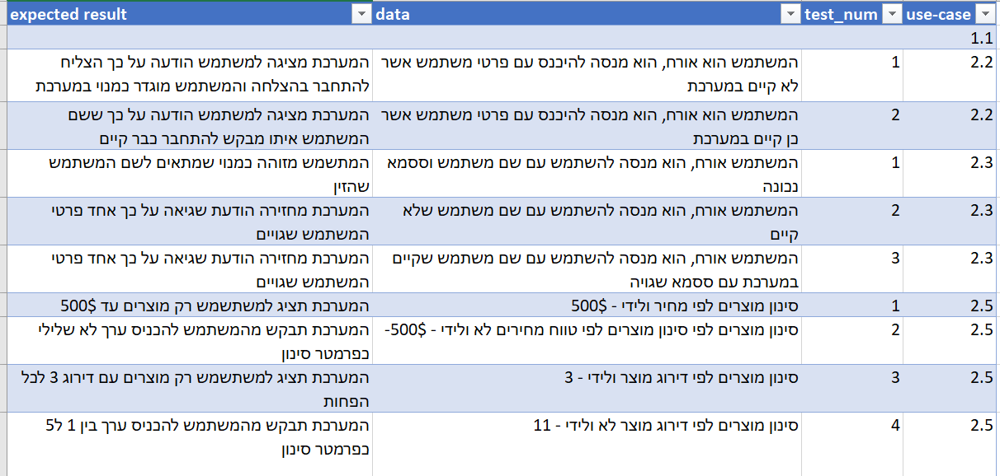 expected result data test_num use-case
1.1
2.2 1 המשתמש הוא אורח, הוא מנסה להיכנס עם פרטי משתמש אשר המערכת מציגה למשתמש הודעה על כך הצליח
לא קיים במערכת להתחבר בהצלחה והמשתמש מוגדר כמנוי במערכת
2.2 2 המשתמש הוא אורח, הוא מנסה להיכנס עם פרטי משתמש אשר המערכת מציגה למשתמש הודעה על כך ששם
כן קיים במערכת המשתמש איתו מבקש להתחבר כבר קיים
2.3 1 המשתמש אורח, הוא מנסה להשתמש עם שם משתמש וססמא המתשמש מזוהה כמנוי שמתאים לשם המשתמש
נכונה שהזין
2.3 2 המשתמש אורח, הוא מנסה להשתמש עם שם משתמש שלא המערכת מחזירה הודעת שגיאה על כך אחד פרטי
קיים המשתמש שגויים
2.3 3 המשתמש אורח, הוא מנסה להשתמש עם שם משתמש שקיים המערכת מחזירה הודעת שגיאה על כך אחד פרטי
במערכת עם ססמא שגויה המשתמש שגויים
2.5 1 סינון מוצרים לפי מחיר ולידי - 500$ המערכת תציג למשתשמש רק מוצרים עד 500$
2.5 2 סינון מוצרים לפי סינון מוצרים לפי טווח מחירים לא ולידי - 500$- המערכת תבקש מהמשתמש להכניס ערך לא שלילי
כפרמטר סינון
2.5 3 סינון מוצרים לפי דירוג מוצר ולידי - 3 המערכת תציג למשתשמש רק מוצרים עם דירוג 3 לכל
הפחות
2.5 4 סינון מוצרים לפי דירוג מוצר לא ולידי - 11 המערכת תבקש מהמשתמש להכניס ערך בין 1 ל5
כפרמטר סינון